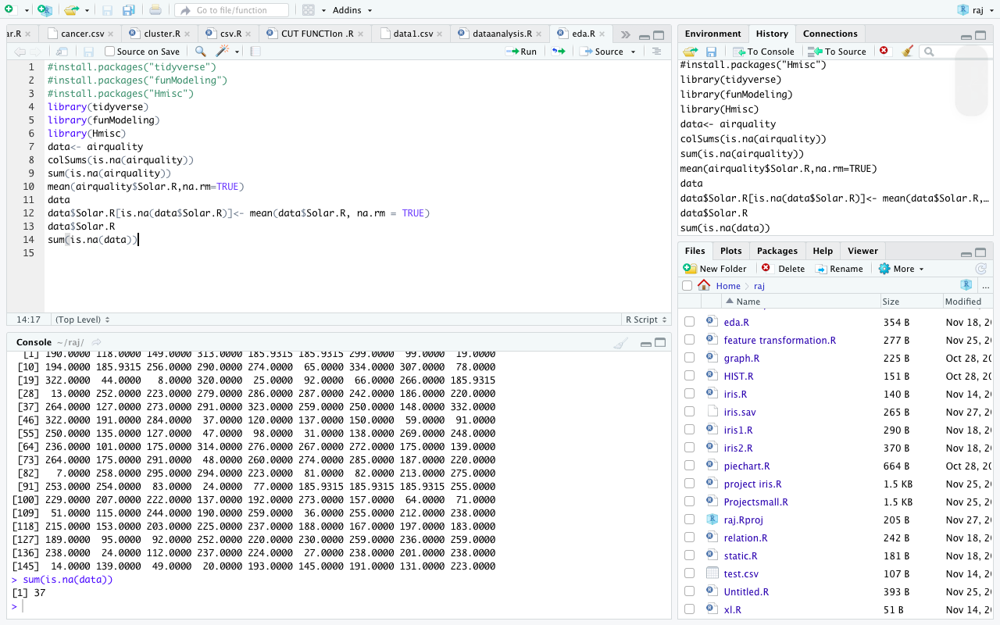 Go to file/function
Addins
raj
ar.R
cancer.csv
cluster.R
csv.R
CUT FUNCTIon .R
data1.csv
dataanalysis.R
eda.R
Source on Save
Run
Source
1 #install.packages("tidyverse")
2 #install.packages("funModeling")
3 #install.packages("Hmisc")
4 library(tidyverse)
5 library(funModeling)
6 library(Hmisc)
7 data<- airquality
8 colSums(is.na(airquality))
9 sum(is.na(airquality))
10 mean(airquality$Solar.R,na.rm=TRUE)
11 data
12 data$Solar.R[is.na(data$Solar.R)]<- mean(data$Solar.R, na.rm = TRUE)
13 data$Solar.R
14 sum(is.na(data))
15
14:17 (Top Level) R Script
Console ~/raj/
[1] 190.0000 118.0000 149.0000 313.0000 185.9315 185.9315 299.0000 99.0000 19.0000
[10] 194.0000 185.9315 256.0000 290.0000 274.0000 65.0000 334.0000 307.0000 78.0000
[19] 322.0000 44.0000 8.0000 320.0000 25.0000 92.0000 66.0000 266.0000 185.9315
[28] 13.0000 252.0000 223.0000 279.0000 286.0000 287.0000 242.0000 186.0000 220.0000
[37] 264.0000 127.0000 273.0000 291.0000 323.0000 259.0000 250.0000 148.0000 332.0000
[46] 322.0000 191.0000 284.0000 37.0000 120.0000 137.0000 150.0000 59.0000 91.0000
[55] 250.0000 135.0000 127.0000 47.0000 98.0000 31.0000 138.0000 269.0000 248.0000
[64] 236.0000 101.0000 175.0000 314.0000 276.0000 267.0000 272.0000 175.0000 139.0000
[73] 264.0000 175.0000 291.0000 48.0000 260.0000 274.0000 285.0000 187.0000 220.0000
[82] 7.0000 258.0000 295.0000 294.0000 223.0000 81.0000 82.0000 213.0000 275.0000
[91] 253.0000 254.0000 83.0000 24.0000 77.0000 185.9315 185.9315 185.9315 255.0000
[100] 229.0000 207.0000 222.0000 137.0000 192.0000 273.0000 157.0000 64.0000 71.0000
[109] 51.0000 115.0000 244.0000 190.0000 259.0000 36.0000 255.0000 212.0000 238.0000
[118] 215.0000 153.0000 203.0000 225.0000 237.0000 188.0000 167.0000 197.0000 183.0000
[127] 189.0000 95.0000 92.0000 252.0000 220.0000 230.0000 259.0000 236.0000 259.0000
[136] 238.0000 24.0000 112.0000 237.0000 224.0000 27.0000 238.0000 201.0000 238.0000
[145] 14.0000 139.0000 49.0000 20.0000 193.0000 145.0000 191.0000 131.0000 223.0000
> sum(is.na(data))
[1] 37
>
Environment History Connections
To Console To Source
#install.packages("Hmisc")
library(tidyverse)
library(funModeling)
library(Hmisc)
data<- airquality
colSums(is.na(airquality))
sum(is.na(airquality))
mean(airquality$Solar.R,na.rm=TRUE)
data
data$Solar.R[is.na(data$Solar.R)]<- mean(data$Solar.R,…
data$Solar.R
sum(is.na(data))
Files Plots Packages Help Viewer
New Folder Delete Rename More
Home raj ...
Name Size Modified
eda.R 354 B Nov 18, 2
feature transformation.R 277 B Nov 25, 2
graph.R 225 B Oct 28, 20
HIST.R 151 B Oct 28, 20
iris.R 140 B Nov 14, 2
iris.sav 265 B Nov 27, 2
iris1.R 290 B Nov 18, 2
iris2.R 370 B Nov 18, 2
piechart.R 664 B Oct 28, 20
project iris.R 1.5 KB Nov 25, 2
Projectsmall.R 1.5 KB Nov 25, 2
raj.Rproj 205 B Nov 27, 2
relation.R 242 B Nov 18, 2
static.R 181 B Nov 18, 2
test.csv 107 B Nov 14, 2
Untitled.R 393 B Nov 25, 2
xl.R 51 B Nov 14, 2